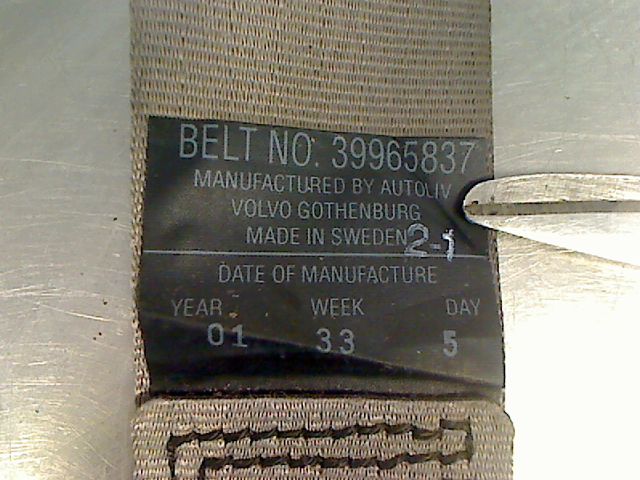 BELT NO. 39965837
MANUFACTURED BY AUTOLIV
VOLVO GOTHENBURG
MADE IN SWEDEN 2-1
DATE OF MANUFACTURE
YEAR WEEK DAY
01 33 5